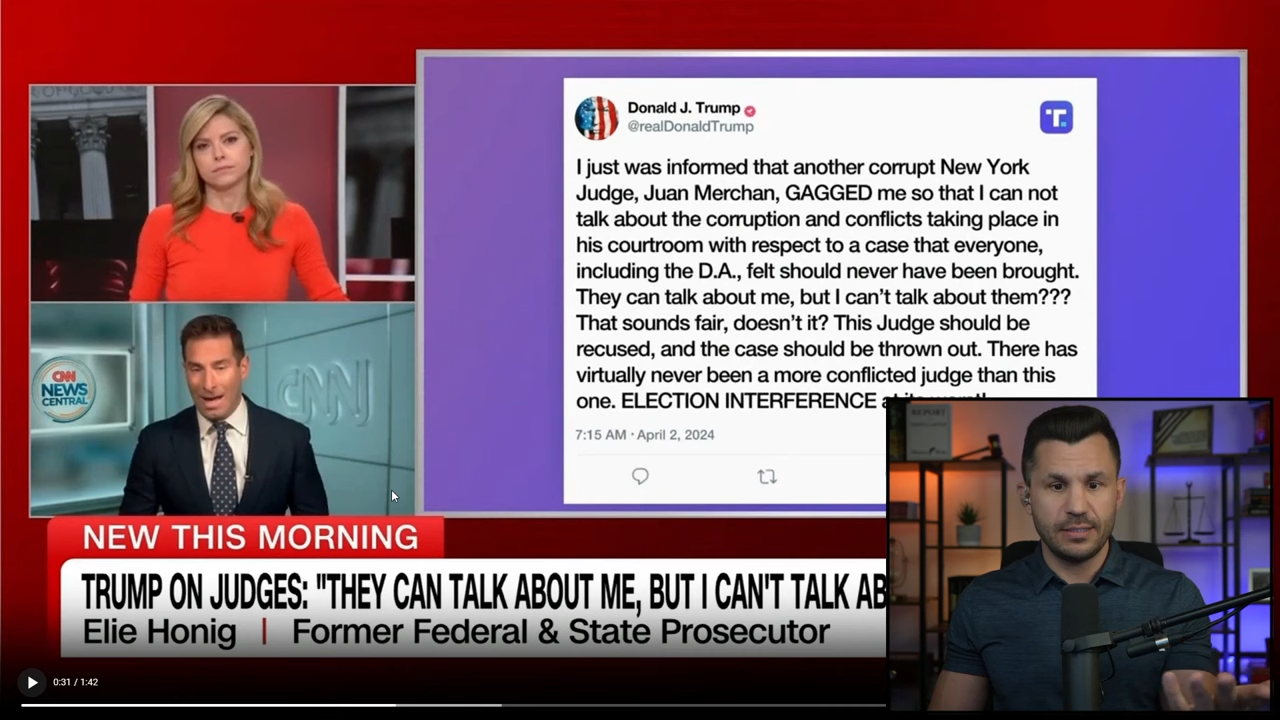 Donald J. Trump
@realDonaldTrump
I just was informed that another corrupt New York
Judge, Juan Merchan, GAGGED me so that I can not
talk about the corruption and conflicts taking place in
his courtroom with respect to a case that everyone,
including the D.A., felt should never have been brought.
They can talk about me, but I can’t talk about them???
That sounds fair, doesn’t it? This Judge should be
recused, and the case should be thrown out. There has
virtually never been a more conflicted judge than this
one. ELECTION INTERFERENCE
7:15 AM · April 2, 2024
CNN
NEWS
CENTRAL
CNN
REPORT
NEW THIS MORNING
TRUMP ON JUDGES: "THEY CAN TALK ABOUT ME, BUT I CAN'T TALK AB
Elie Honig | Former Federal & State Prosecutor
0:31 / 1:42